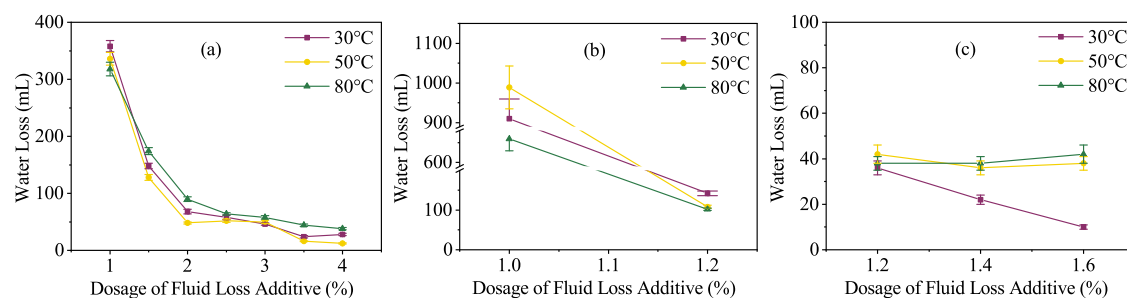 400
300
200
100
0
Water Loss (mL)
1
2
3
4
Dosage of Fluid Loss Additive (%)
(a)
30°C
50°C
80°C
1100
1000
900
600
100
Water Loss (mL)
1.0
1.1
1.2
Dosage of Fluid Loss Additive (%)
(b)
30°C
50°C
80°C
100
80
60
40
20
0
Water Loss (mL)
1.2
1.4
1.6
Dosage of Fluid Loss Additive (%)
(c)
30°C
50°C
80°C